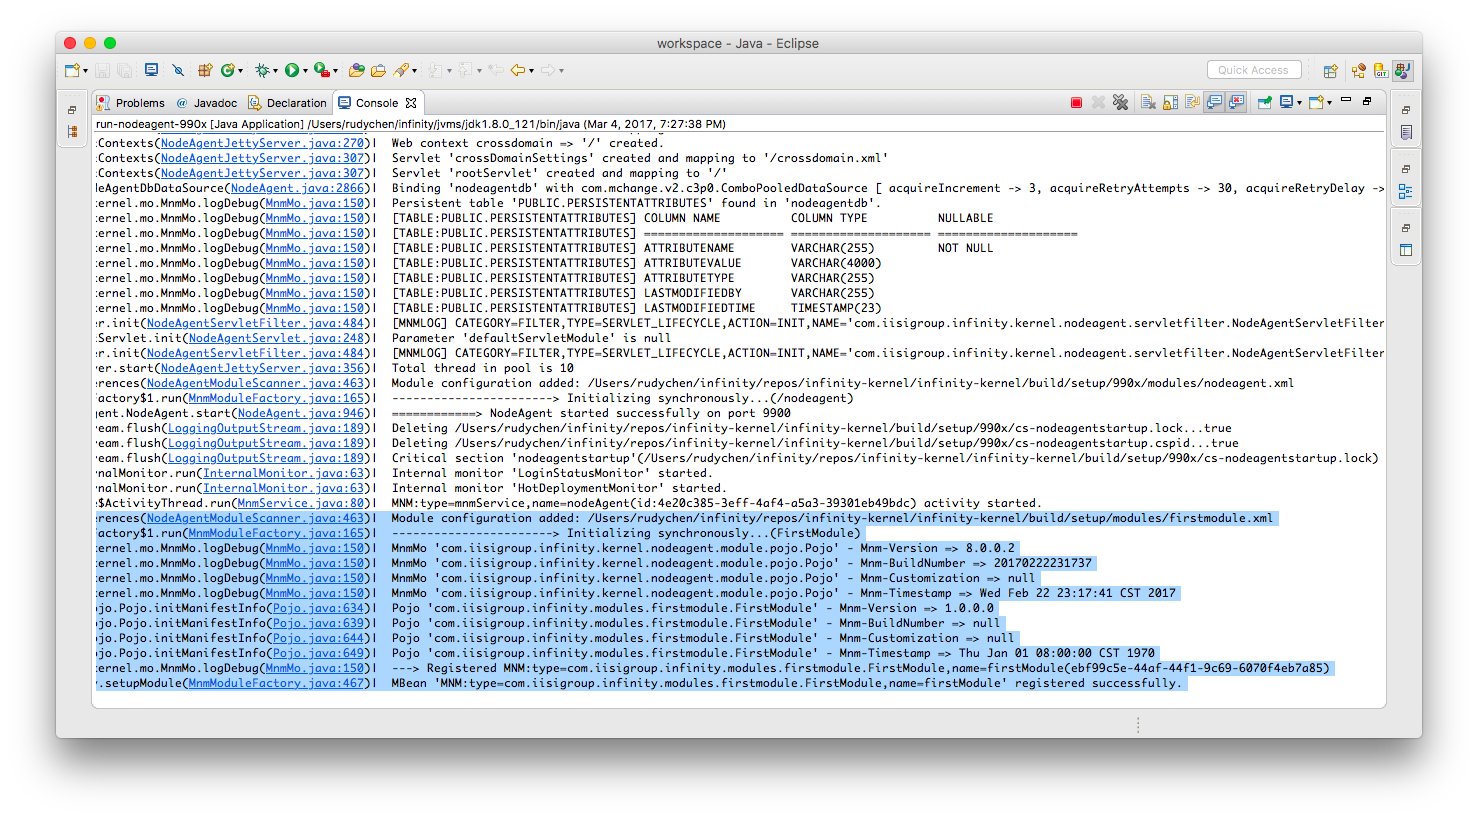 workspace - Java - Eclipse
Quick Access
GIT
Problems @ Javadoc Declaration Console
run-nodeagent-990x [Java Application] /Users/rudychen/infinity/jvms/jdk1.8.0_121/bin/java (Mar 4, 2017, 7:27:38 PM)
:Contexts(NodeAgentJettyServer.java:270)| Web context crossdomain => '/' created.
:Contexts(NodeAgentJettyServer.java:307)| Servlet 'crossDomainSettings' created and mapping to '/crossdomain.xml'
:Contexts(NodeAgentJettyServer.java:307)| Servlet 'rootServlet' created and mapping to '/'
deAgentDbDataSource(NodeAgent.java:2866)| Binding 'nodeagentdb' with com.mchange.v2.c3p0.ComboPooledDataSource [ acquireIncrement -> 3, acquireRetryAttempts -> 30, acquireRetryDelay ->
ernel.mo.MnmMo.logDebug(MnmMo.java:150)| Persistent table 'PUBLIC.PERSISTENTATTRIBUTES' found in 'nodeagentdb'.
ernel.mo.MnmMo.logDebug(MnmMo.java:150)| [TABLE:PUBLIC.PERSISTENTATTRIBUTES] COLUMN NAME COLUMN TYPE NULLABLE
ernel.mo.MnmMo.logDebug(MnmMo.java:150)| [TABLE:PUBLIC.PERSISTENTATTRIBUTES] ==================== ==================== ====================
ernel.mo.MnmMo.logDebug(MnmMo.java:150)| [TABLE:PUBLIC.PERSISTENTATTRIBUTES] ATTRIBUTENAME VARCHAR(255) NOT NULL
ernel.mo.MnmMo.logDebug(MnmMo.java:150)| [TABLE:PUBLIC.PERSISTENTATTRIBUTES] ATTRIBUTEVALUE VARCHAR(4000)
ernel.mo.MnmMo.logDebug(MnmMo.java:150)| [TABLE:PUBLIC.PERSISTENTATTRIBUTES] ATTRIBUTETYPE VARCHAR(255)
ernel.mo.MnmMo.logDebug(MnmMo.java:150)| [TABLE:PUBLIC.PERSISTENTATTRIBUTES] LASTMODIFIEDBY VARCHAR(255)
ernel.mo.MnmMo.logDebug(MnmMo.java:150)| [TABLE:PUBLIC.PERSISTENTATTRIBUTES] LASTMODIFIEDTIME TIMESTAMP(23)
er.init(NodeAgentServletFilter.java:484)| [MNMLOG] CATEGORY=FILTER,TYPE=SERVLET_LIFECYCLE,ACTION=INIT,NAME='com.iisigroup.infinity.kernel.nodeagent.servletfilter.NodeAgentServletFilter
tServlet.init(NodeAgentServlet.java:248)| Parameter 'defaultServletModule' is null
er.init(NodeAgentServletFilter.java:484)| [MNMLOG] CATEGORY=FILTER,TYPE=SERVLET_LIFECYCLE,ACTION=INIT,NAME='com.iisigroup.infinity.kernel.nodeagent.servletfilter.NodeAgentServletFilter
ver.start(NodeAgentJettyServer.java:356)| Total thread in pool is 10
erences(NodeAgentModuleScanner.java:463)| Module configuration added: /Users/rudychen/infinity/repos/infinity-kernel/infinity-kernel/build/setup/990x/modules/nodeagent.xml
Factory$1.run(MnmModuleFactory.java:165)| -----------------------> Initializing synchronously...(/nodeagent)
gent.NodeAgent.start(NodeAgent.java:946)| ============> NodeAgent started successfully on port 9900
ream.flush(LoggingOutputStream.java:189)| Deleting /Users/rudychen/infinity/repos/infinity-kernel/infinity-kernel/build/setup/990x/cs-nodeagentstartup.lock...true
ream.flush(LoggingOutputStream.java:189)| Deleting /Users/rudychen/infinity/repos/infinity-kernel/infinity-kernel/build/setup/990x/cs-nodeagentstartup.cspid...true
ream.flush(LoggingOutputStream.java:189)| Critical section 'nodeagentstartup'(/Users/rudychen/infinity/repos/infinity-kernel/infinity-kernel/build/setup/990x/cs-nodeagentstartup.lock)
rnalMonitor.run(InternalMonitor.java:63)| Internal monitor 'LoginStatusMonitor' started.
rnalMonitor.run(InternalMonitor.java:63)| Internal monitor 'HotDeploymentMonitor' started.
e$ActivityThread.run(MnmService.java:80)| MNM:type=mnmService,name=nodeAgent(id:4e20c385-3eff-4af4-a5a3-39301eb49bdc) activity started.
erences(NodeAgentModuleScanner.java:463)| Module configuration added: /Users/rudychen/infinity/repos/infinity-kernel/infinity-kernel/build/setup/modules/firstmodule.xml
Factory$1.run(MnmModuleFactory.java:165)| -----------------------> Initializing synchronously...(FirstModule)
ernel.mo.MnmMo.logDebug(MnmMo.java:150)| MnmMo 'com.iisigroup.infinity.kernel.nodeagent.module.pojo.Pojo' - Mnm-Version => 8.0.0.2
ernel.mo.MnmMo.logDebug(MnmMo.java:150)| MnmMo 'com.iisigroup.infinity.kernel.nodeagent.module.pojo.Pojo' - Mnm-BuildNumber => 20170222231737
ernel.mo.MnmMo.logDebug(MnmMo.java:150)| MnmMo 'com.iisigroup.infinity.kernel.nodeagent.module.pojo.Pojo' - Mnm-Customization => null
ernel.mo.MnmMo.logDebug(MnmMo.java:150)| MnmMo 'com.iisigroup.infinity.kernel.nodeagent.module.pojo.Pojo' - Mnm-Timestamp => Wed Feb 22 23:17:41 CST 2017
ojo.Pojo.initManifestInfo(Pojo.java:634)| Pojo 'com.iisigroup.infinity.modules.firstmodule.FirstModule' - Mnm-Version => 1.0.0.0
ojo.Pojo.initManifestInfo(Pojo.java:639)| Pojo 'com.iisigroup.infinity.modules.firstmodule.FirstModule' - Mnm-BuildNumber => null
ojo.Pojo.initManifestInfo(Pojo.java:644)| Pojo 'com.iisigroup.infinity.modules.firstmodule.FirstModule' - Mnm-Customization => null
ojo.Pojo.initManifestInfo(Pojo.java:649)| Pojo 'com.iisigroup.infinity.modules.firstmodule.FirstModule' - Mnm-Timestamp => Thu Jan 01 08:00:00 CST 1970
ernel.mo.MnmMo.logDebug(MnmMo.java:150)| ---> Registered MNM:type=com.iisigroup.infinity.modules.firstmodule.FirstModule,name=firstModule(ebf99c5e-44af-44f1-9c69-6070f4eb7a85)
y.setupModule(MnmModuleFactory.java:467)| MBean 'MNM:type=com.iisigroup.infinity.modules.firstmodule.FirstModule,name=firstModule' registered successfully.